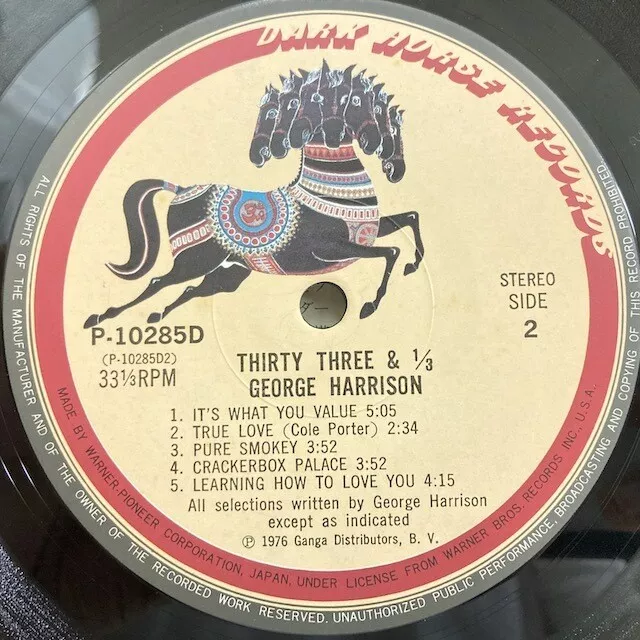 DARK HORSE RECORDS
STEREO
SIDE
2
P-10285D
(P-10285D2)
33⅓RPM
THIRTY THREE & ⅓
GEORGE HARRISON
1. IT'S WHAT YOU VALUE 5:05
2. TRUE LOVE (Cole Porter) 2:34
3. PURE SMOKEY 3:52
4. CRACKERBOX PALACE 3:52
5. LEARNING HOW TO LOVE YOU 4:15
All selections written by George Harrison
except as indicated
Ⓟ 1976 Ganga Distributors, B. V.
MADE BY WARNER-PIONEER CORPORATION, JAPAN, UNDER LICENSE FROM WARNER BROS. RECORDS INC., U.S.A.
ALL RIGHTS OF THE MANUFACTURER AND OF THE OWNER OF THE RECORDED WORK RESERVED. UNAUTHORIZED PUBLIC PERFORMANCE, BROADCASTING AND COPYING OF THIS RECORD PROHIBITED.